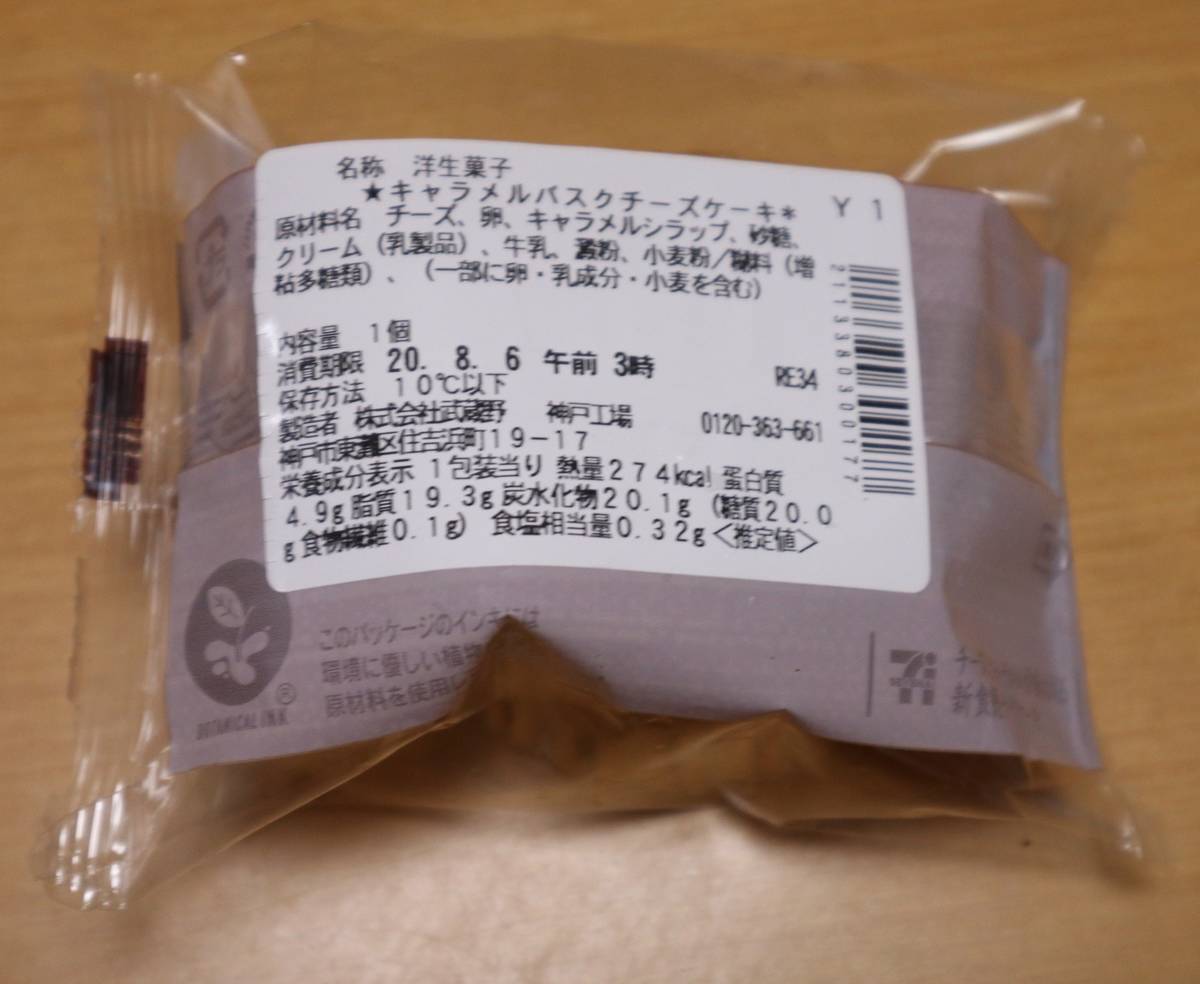 名称 洋生菓子
★キャラメルバスクチーズケーキ* Y1
原材料名 チーズ、卵、キャラメルシラップ、砂糖、
クリーム(乳製品)、牛乳、澱粉、小麦粉/糊料(増
粘多糖類)、(一部に卵・乳成分・小麦を含む)
内容量 1個
消費期限 20. 8. 6 午前 3時 RE34
保存方法 10℃以下
製造者 株式会社武蔵野 神戸工場 0120-363-661
神戸市東灘区住吉浜町19-17
栄養成分表示 1包装当り 熱量274kcal 蛋白質
4.9g 脂質19.3g 炭水化物20.1g (糖質20.0
g 食物繊維0.1g) 食塩相当量0.32g<推定値>
2113380300177
このパッケージのインキには
環境に優しい植物
原材料を使用
BOTANICAL INK ®